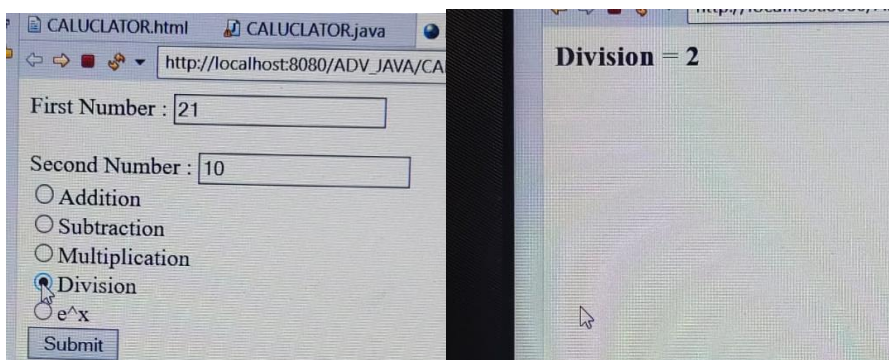 CALUCLATOR.html
CALUCLATOR.java
http://localhost:8080/ADV_JAVA/CA
First Number : 21
Second Number : 10
Addition
Subtraction
Multiplication
Division
e^x
Submit
Division = 2